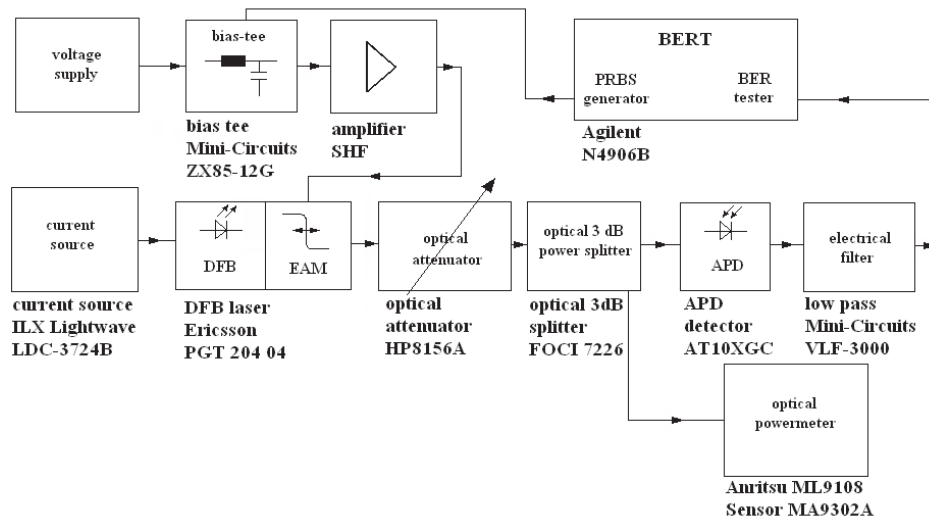 voltage
supply
bias-tee
bias tee
Mini-Circuits
ZX85-12G
amplifier
SHF
BERT
PRBS
generator
BER
tester
Agilent
N4906B
current
source
current source
ILX Lightwave
LDC-3724B
DFB
EAM
DFB laser
Ericsson
PGT 204 04
optical
attenuator
optical
attenuator
HP8156A
optical 3 dB
power splitter
optical 3dB
splitter
FOCI 7226
APD
APD
detector
AT10XGC
electrical
filter
low pass
Mini-Circuits
VLF-3000
optical
powermeter
Anritsu ML9108
Sensor MA9302A